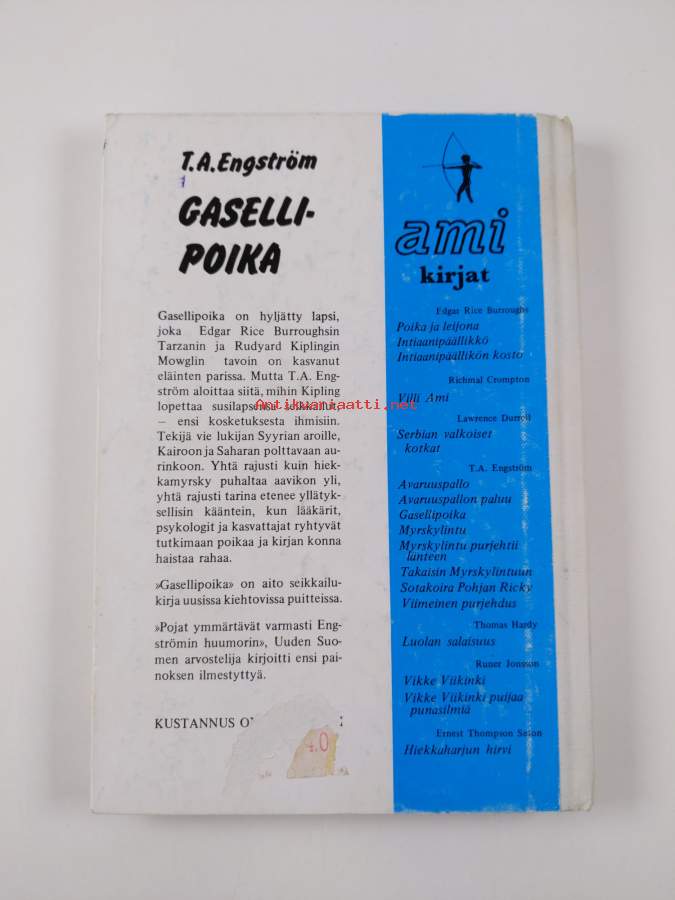 T.A.Engström
GASELLI-
POIKA
Gasellipoika on hyljätty lapsi,
joka Edgar Rice Burroughsin
Tarzanin ja Rudyard Kiplingin
Mowglin tavoin on kasvanut
eläinten parissa. Mutta T.A. Eng-
ström aloittaa siitä, mihin Kipling
lopettaa susilapsensa seikkailut,
– ensi kosketuksesta ihmisiin.
Tekijä vie lukijan Syyrian aroille,
Kairoon ja Saharan polttavaan au-
rinkoon. Yhtä rajusti kuin hiek-
kamyrsky puhaltaa aavikon yli,
yhtä rajusti tarina etenee yllätyk-
sellisin kääntein, kun lääkärit,
psykologit ja kasvattajat ryhtyvät
tutkimaan poikaa ja kirjan konna
haistaa rahaa.
»Gasellipoika» on aito seikkailu-
kirja uusissa kiehtovissa puitteissa.
»Pojat ymmärtävät varmasti Eng-
strömin huumorin», Uuden Suo-
men arvostelija kirjoitti ensi pai-
noksen ilmestyttyä.
KUSTANNUS
4.0
ami
kirjat
Edgar Rice Burroughs
Poika ja leijona
Intiaanipäällikkö
Intiaanipäällikön kosto
Richmal Crompton
Villi Ami
Lawrence Durrell
Serbian valkoiset
kotkat
T.A. Engström
Avaruuspallo
Avaruuspallon paluu
Gasellipoika
Myrskylintu
Myrskylintu purjehtii
länteen
Takaisin Myrskylintuun
Sotakoira Pohjan Ricky
Viimeinen purjehdus
Thomas Hardy
Luolan salaisuus
Runer Jonsson
Vikke Viikinki
Vikke Viikinki puijaa
punasilmiä
Ernest Thompson Seton
Hiekkaharjun hirvi
Antikvariaatti.net